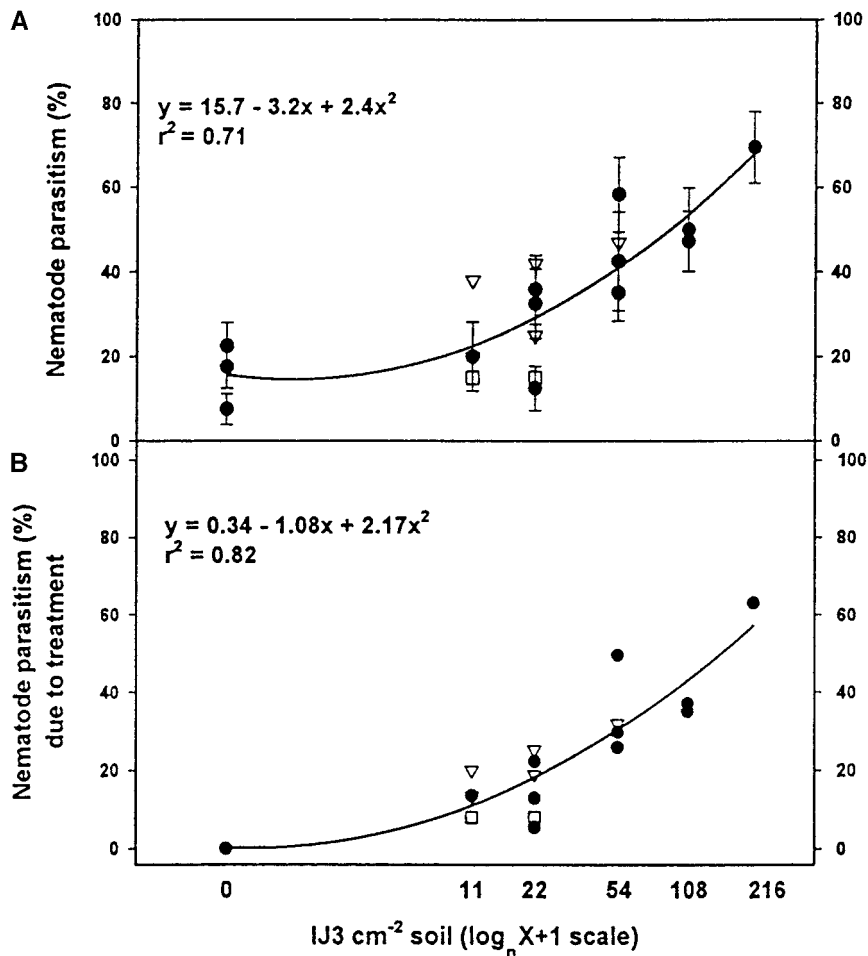 A
100
80
60
40
20
0
Nematode parasitism (%)
y = 15.7 - 3.2x + 2.4x²
r² = 0.71
100
80
60
40
20
0
B
100
80
60
40
20
0
Nematode parasitism (%)
due to treatment
y = 0.34 - 1.08x + 2.17x²
r² = 0.82
100
80
60
40
20
0
0 11 22 54 108 216
IJ3 cm⁻² soil (logₙX+1 scale)